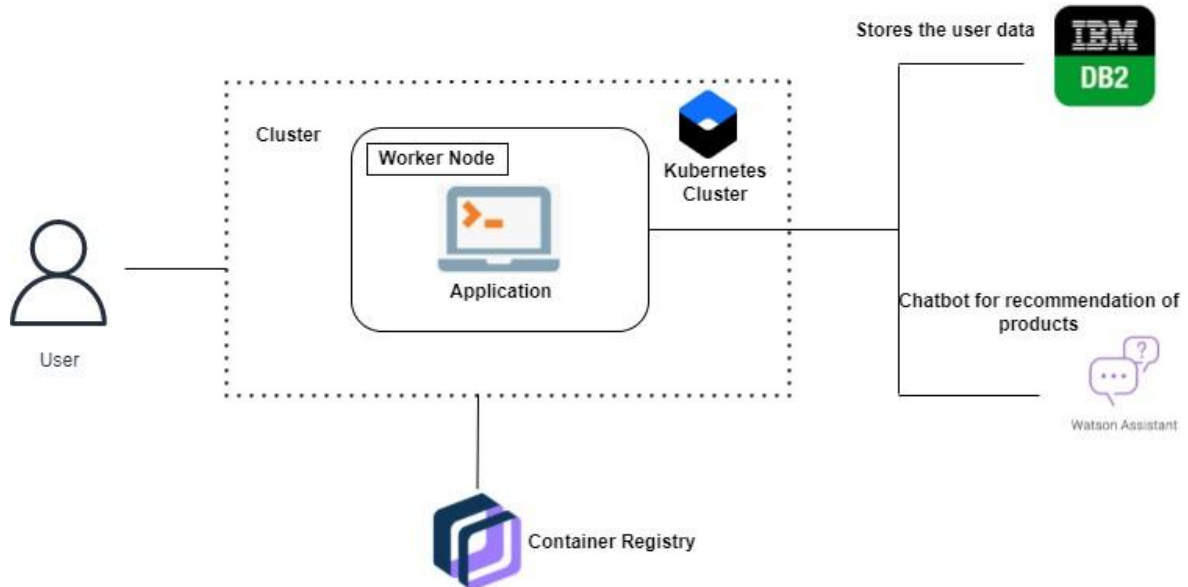 Stores the user data
IBM
DB2
Cluster
Worker Node
Kubernetes
Cluster
Application
User
Chatbot for recommendation of
products
?
Watson Assistant
Container Registry